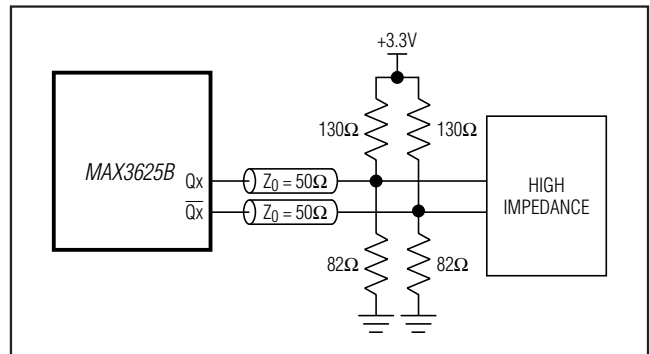 +3.3V
130Ω 130Ω
MAX3625B
Qx Z0 = 50Ω
Qx Z0 = 50Ω
HIGH
IMPEDANCE
82Ω 82Ω